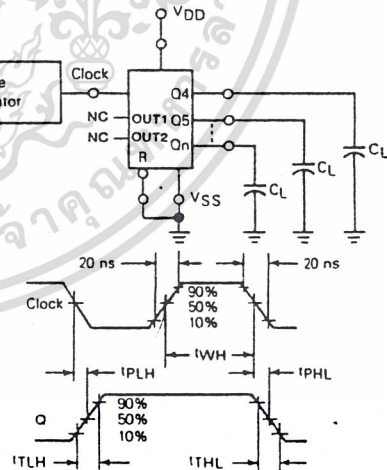 VDD
Clock
e
ator
Q4
NC OUT1 Q5
NC OUT2 Qn
R
VSS
CL
CL
CL
20 ns
20 ns
Clock
90%
50%
10%
tWH
tPLH
tPHL
Q
90%
50%
10%
tTLH
tTHL